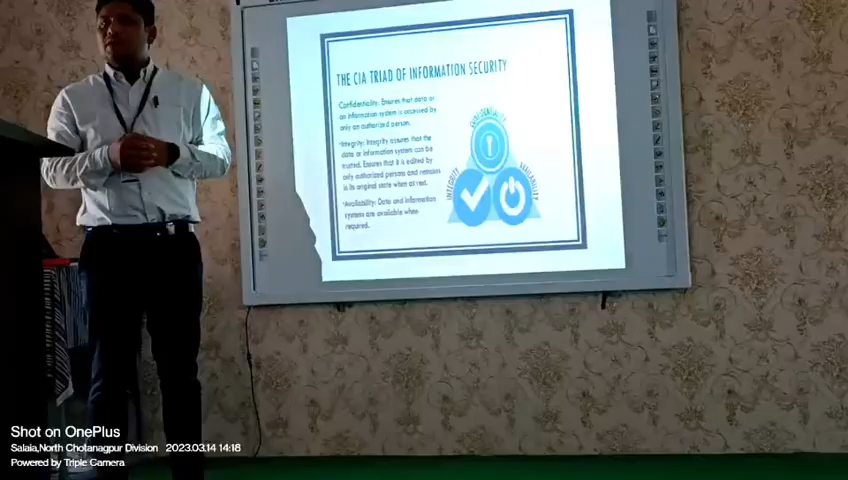 THE CIA TRIAD OF INFORMATION SECURITY
Confidentiality: Ensures that data or
an information system is accessed by
only an authorized person.
•Integrity: Integrity assures that the
data or information system can be
trusted. Ensures that it is edited by
only authorized persons and remains
in its original state when at rest.
•Availability: Data and information
systems are available when
required.
CONFIDENTIALITY
INTEGRITY
AVAILABILITY
Shot on OnePlus
Salaia,North Chotanagpur Division 2023.03.14 14:18
Powered by Triple Camera